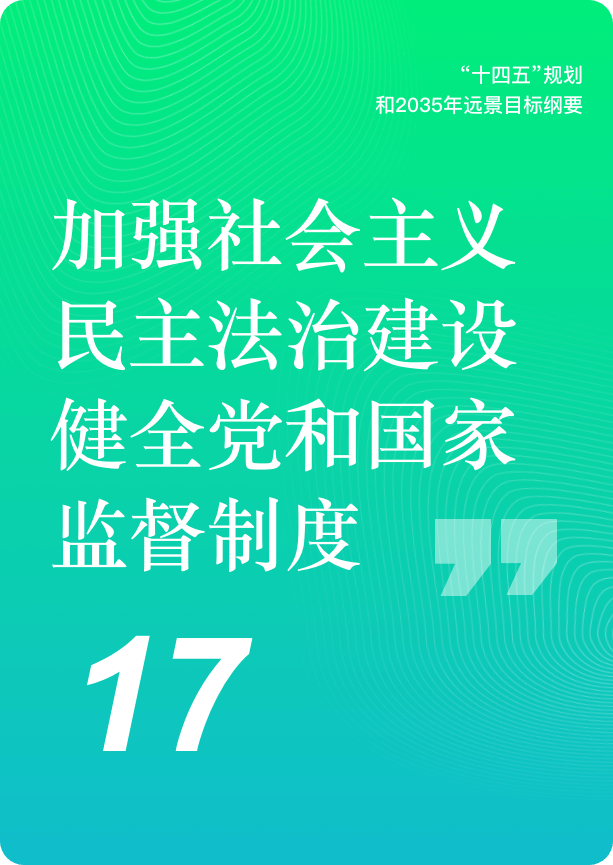 “十四五”规划
和2035年远景目标纲要
加强社会主义
民主法治建设
健全党和国家
监督制度
17